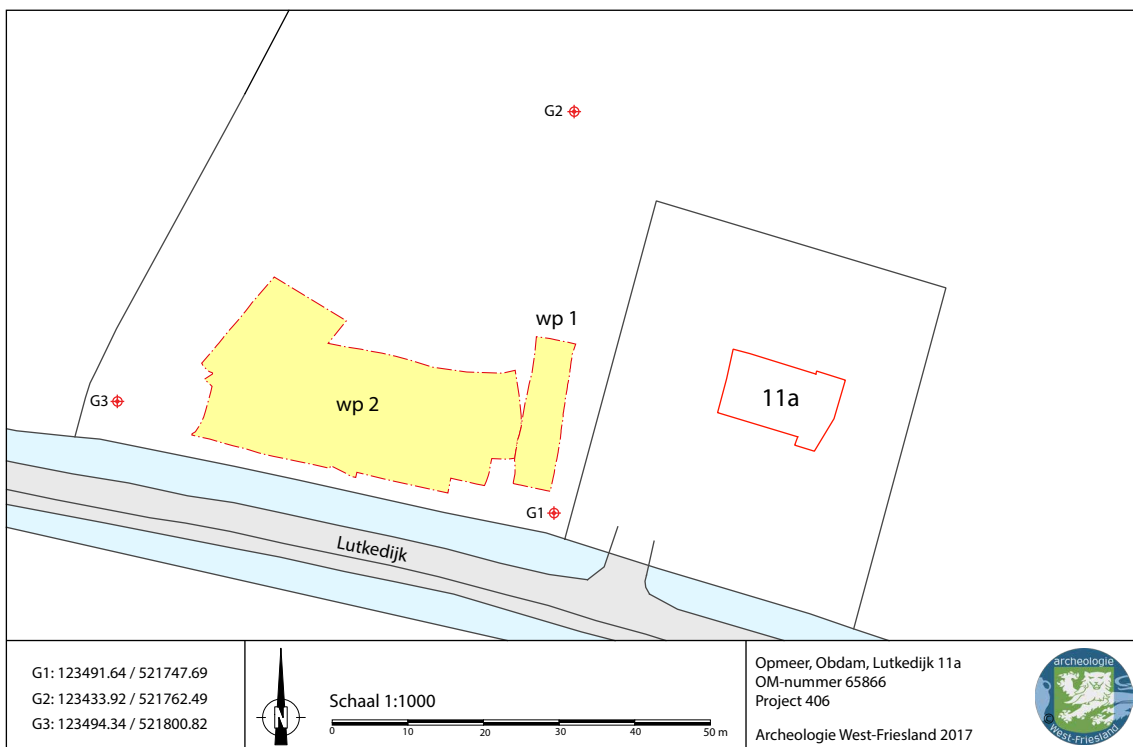 G2
wp 1
11a
wp 2
G3
G1
Lutkedijk
G1: 123491.64 / 521747.69
G2: 123433.92 / 521762.49
G3: 123494.34 / 521800.82
N
Schaal 1:1000
0 10 20 30 40 50 m
Opmeer, Obdam, Lutkedijk 11a
OM-nummer 65866
Project 406
Archeologie West-Friesland 2017
archeologie
© West-Friesland